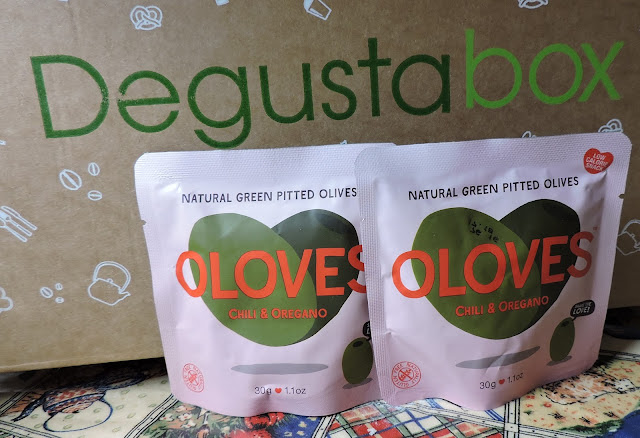 Degustabox
NATURAL GREEN PITTED OLIVES
OLOVES
CHILI & OREGANO
30g ♥ 1.1oz
LOW
CALORIE
SNACK
NATURAL GREEN PITTED OLIVES
OLOVES
CHILI & OREGANO
LOVE!
30g ♥ 1.1oz